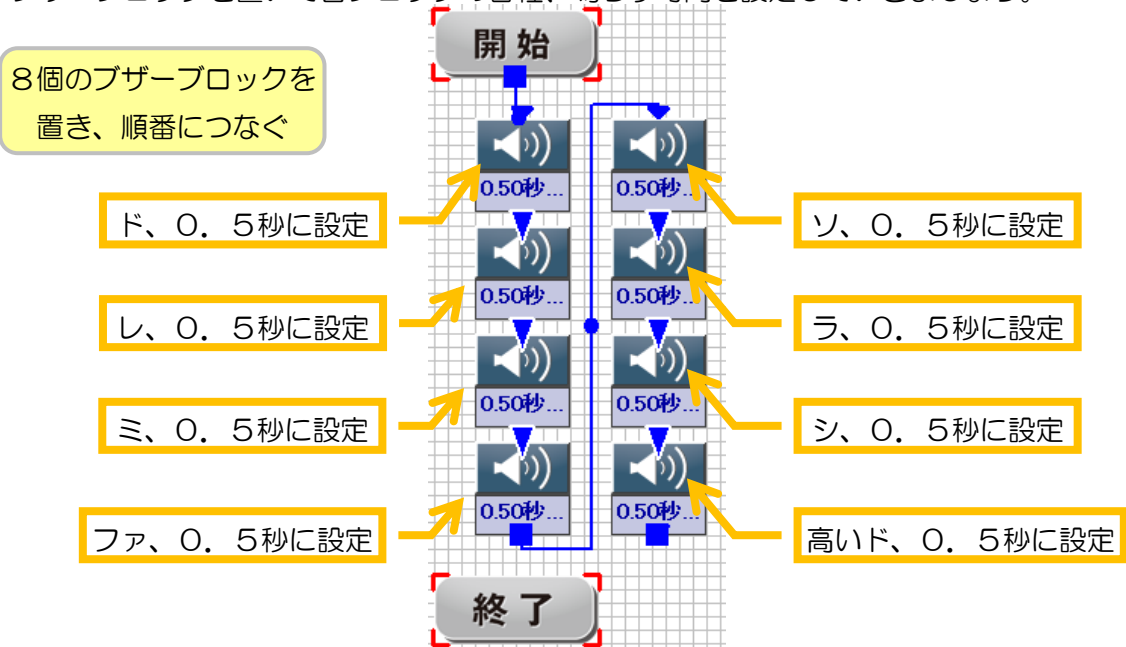 開始
８個のブザーブロックを
置き、順番につなぐ
0.50秒...
0.50秒...
ド、０．５秒に設定
ソ、０．５秒に設定
0.50秒...
0.50秒...
レ、０．５秒に設定
ラ、０．５秒に設定
0.50秒...
0.50秒...
ミ、０．５秒に設定
シ、０．５秒に設定
0.50秒...
0.50秒...
ファ、０．５秒に設定
高いド、０．５秒に設定
終了